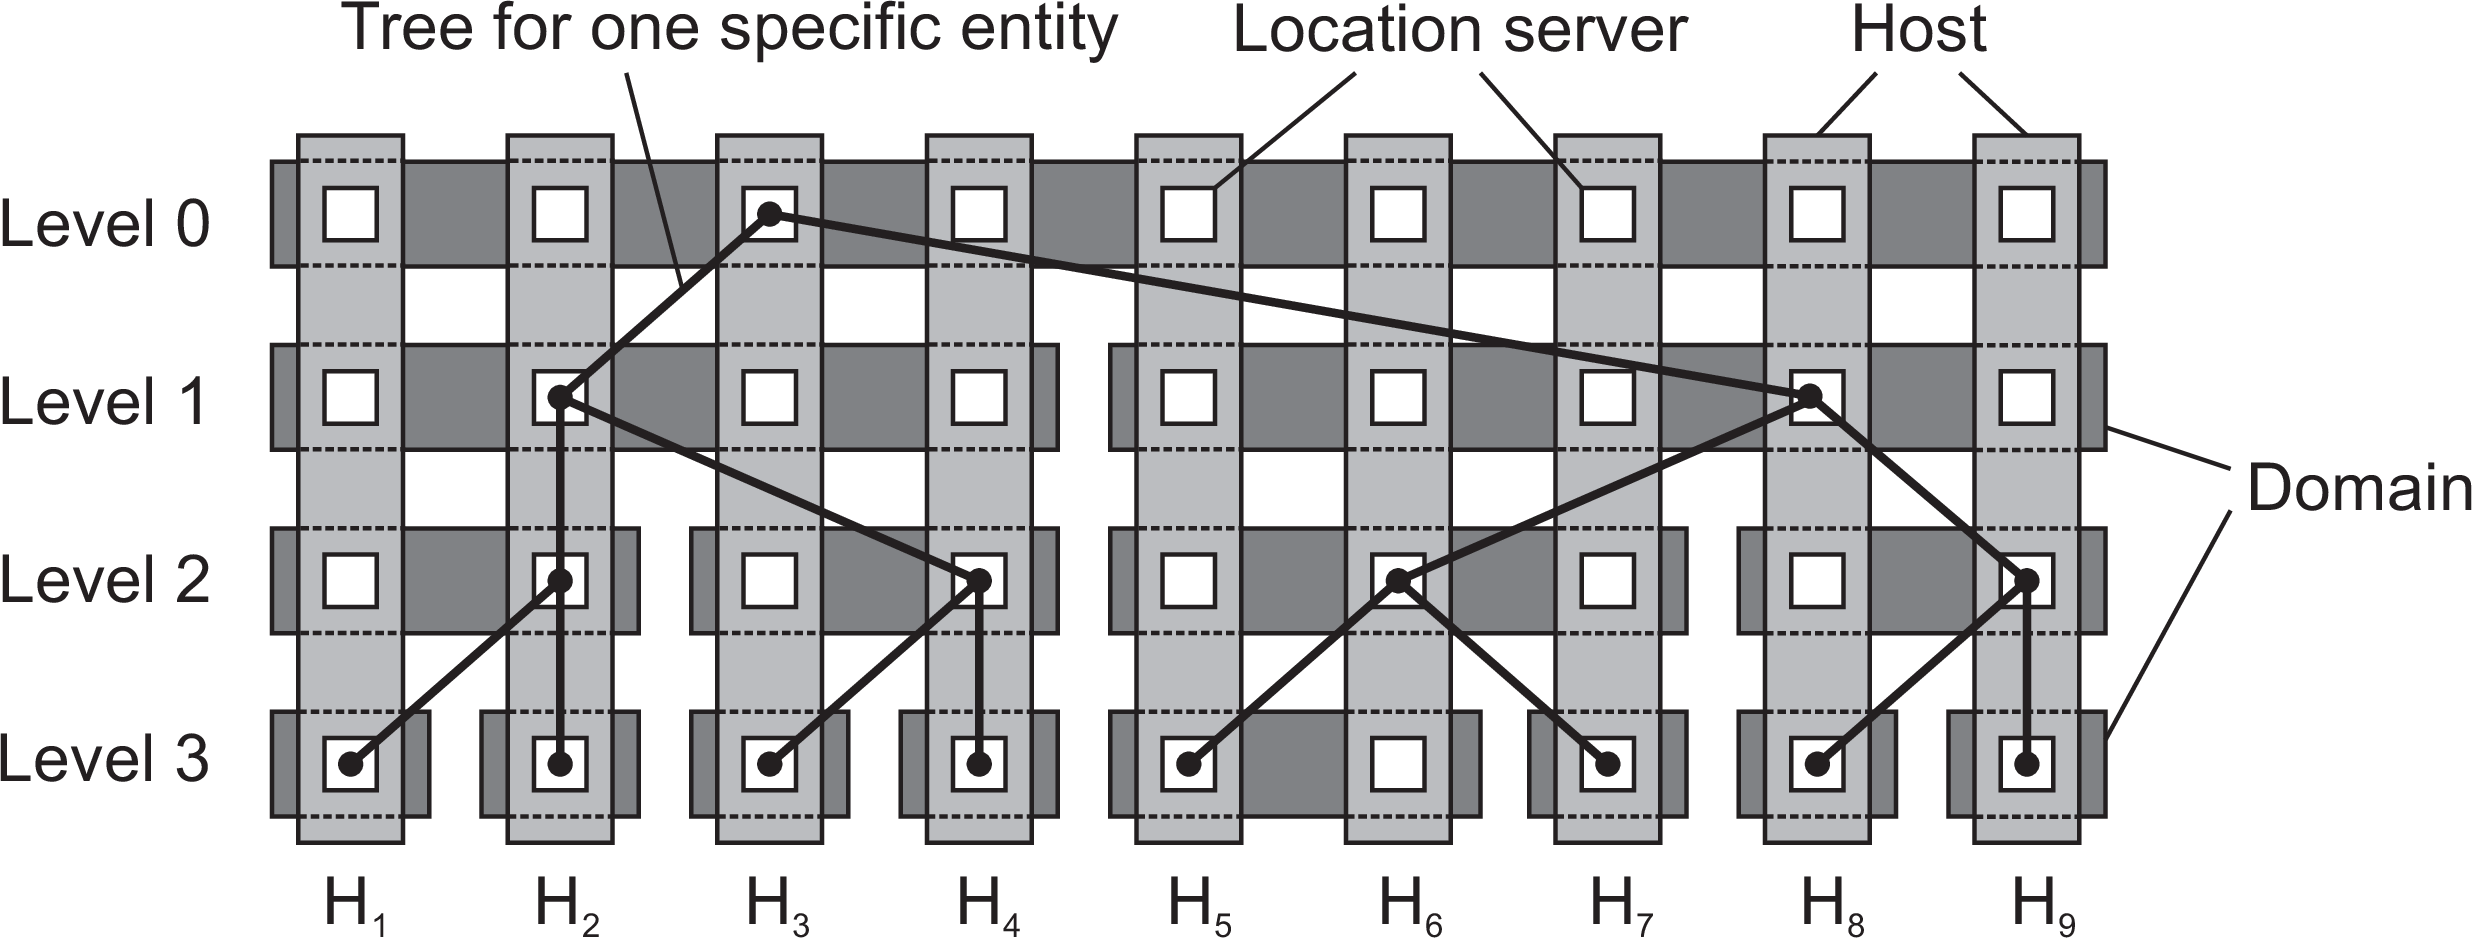 Tree for one specific entity Location server Host
Level 0
Level 1
Domain
Level 2
Level 3
H1 H2 H3 H4 H5 H6 H7 H8 H9